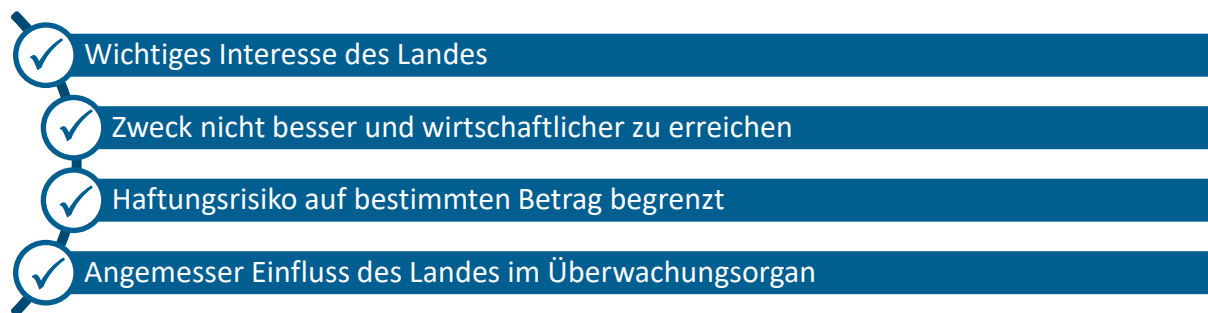 Wichtiges Interesse des Landes
Zweck nicht besser und wirtschaftlicher zu erreichen
Haftungsrisiko auf bestimmten Betrag begrenzt
Angemesser Einfluss des Landes im Überwachungsorgan